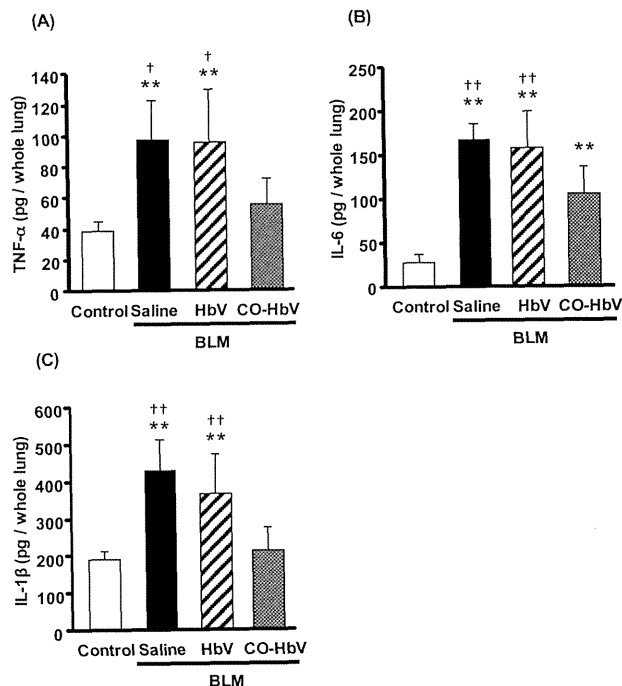 (A)
TNF-α (pg / whole lung)
140
120
100
80
60
40
20
0
†
**
†
**
Control Saline HbV CO-HbV
BLM
(B)
IL-6 (pg / whole lung)
250
200
150
100
50
0
††
**
††
**
**
Control Saline HbV CO-HbV
BLM
(C)
IL-1β (pg / whole lung)
600
400
300
200
200
100
0
††
**
††
**
Control Saline HbV CO-HbV
BLM